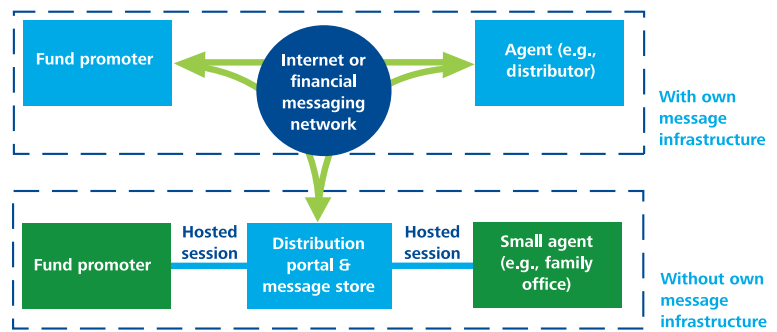 Fund promoter
Internet or
financial
messaging
network
Agent (e.g.,
distributor)
With own
message
infrastructure
Fund promoter
Hosted
session
Distribution
portal &
message store
Hosted
session
Small agent
(e.g., family
office)
Without own
message
infrastructure